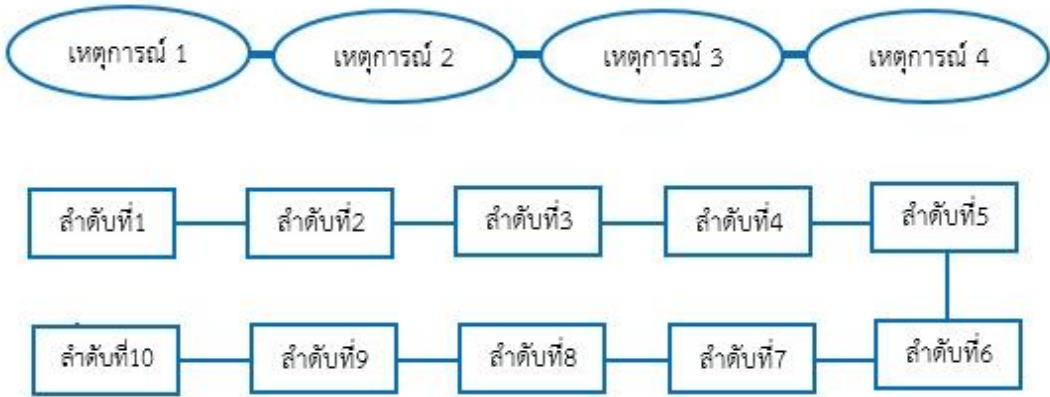 เหตุการณ์ 1 เหตุการณ์ 2 เหตุการณ์ 3 เหตุการณ์ 4
ลำดับที่1 ลำดับที่2 ลำดับที่3 ลำดับที่4 ลำดับที่5
ลำดับที่10 ลำดับที่9 ลำดับที่8 ลำดับที่7 ลำดับที่6